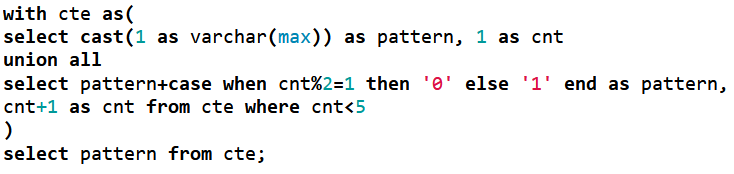 with cte as(
select cast(1 as varchar(max)) as pattern, 1 as cnt
union all
select pattern+case when cnt%2=1 then '0' else '1' end as pattern,
cnt+1 as cnt from cte where cnt<5
)
select pattern from cte;